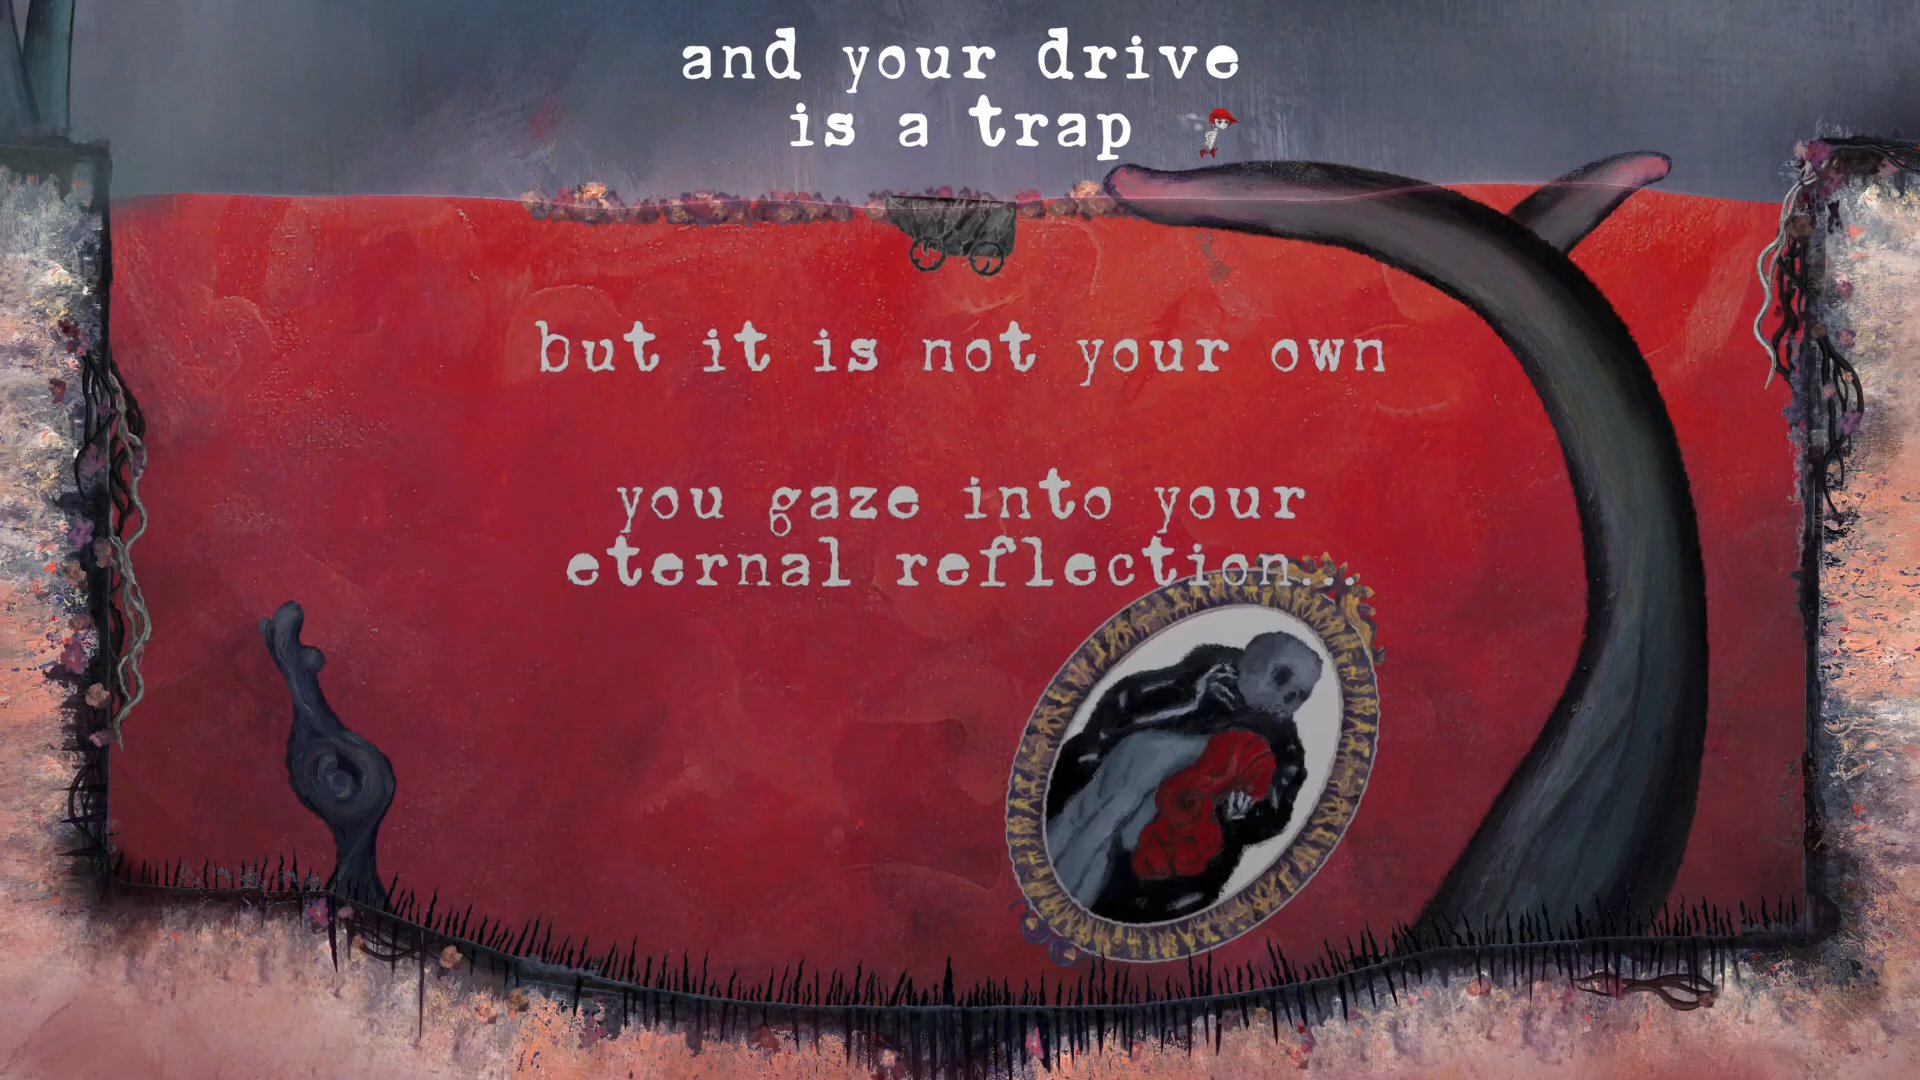 and your drive
is a trap
but it is not your own
you gaze into your
eternal reflection...